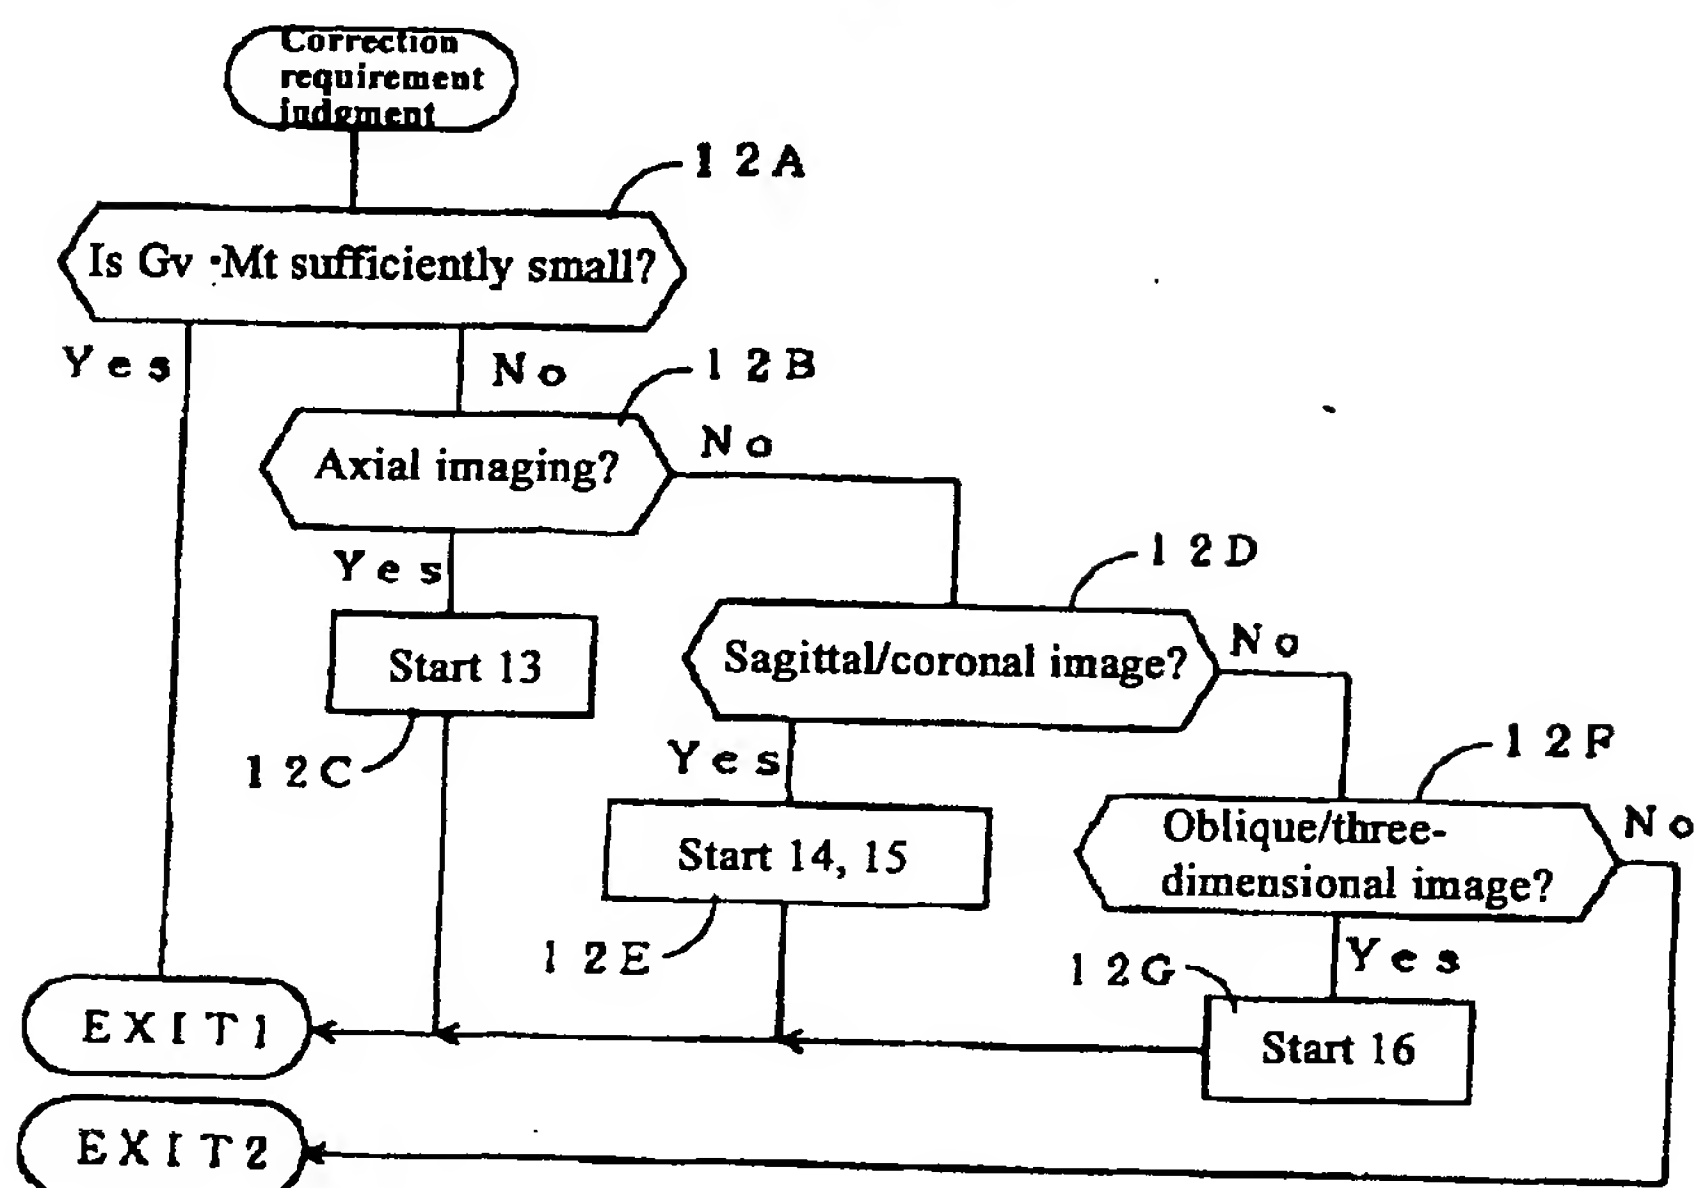 Correction
requirement
judgment
12A
Is Gv ·Mt sufficiently small?
Yes
No
12B
Axial imaging?
No
Yes
12D
Start 13
Sagittal/coronal image?
No
12C
Yes
12F
Start 14, 15
Oblique/three-
dimensional image?
No
12E
Yes
12G
Start 16
EXIT1
EXIT2